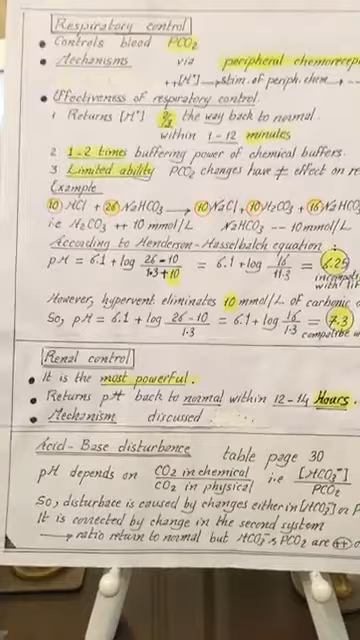 Respiratory control
• Controls blood PCO2
• Mechanisms via peripheral chemorecep
++[H+] → stim. of periph. chem → --
• Effectiveness of respiratory control.
1 Returns [H+] the way back to normal.
within 1-12 minutes
2 1-2 times buffering power of chemical buffers.
3 Limited ability PCO2 changes have ≠ effect on re
Example
10 HCl + 26 NaHCO3 → 10 NaCl + 10 H2CO3 + 16 NaHCO3
i.e H2CO3 ++ 10 mmol/L NaHCO3 -- 10 mmol/L
According to Henderson-Hasselbalch equation :
pH = 6.1 + log 26-10 / 1.3+10 = 6.1 + log 16 / 11.3 = 6.25
incompati
with lif
However, hypervent eliminates 10 mmol/L of carbonic
So, pH = 6.1 + log 26-10 / 1.3 = 6.1 + log 16 / 1.3 = 7.3
compatible w
Renal control
• It is the most powerful.
• Returns pH back to normal within 12-14 Hours.
• Mechanism discussed
Acid-Base disturbance table page 30
pH depends on CO2 in chemical / CO2 in physical i.e [HCO3-] / PCO2
So, disturbace is caused by changes either in [HCO3-] or P
It is corrected by change in the second system
→ ratio return to normal but HCO3- & PCO2 are ++ o